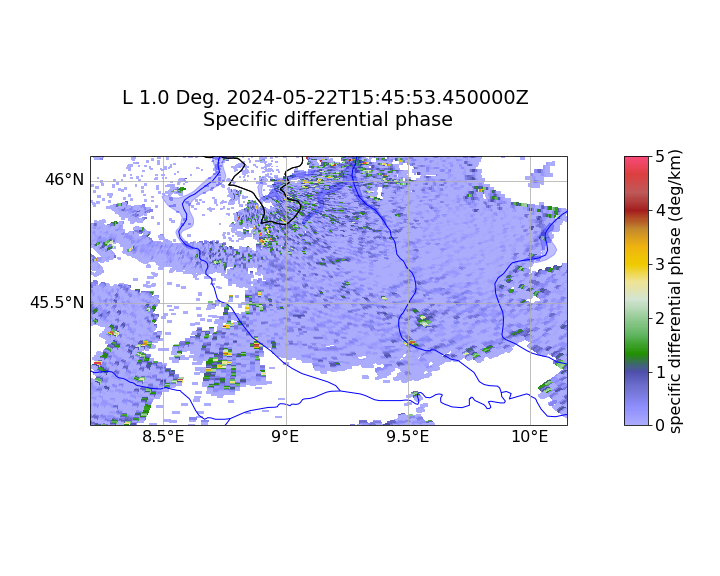 L 1.0 Deg. 2024-05-22T15:45:53.450000Z
Specific differential phase
46°N
45.5°N
8.5°E
9°E
9.5°E
10°E
5
4
3
2
1
0
specific differential phase (deg/km)